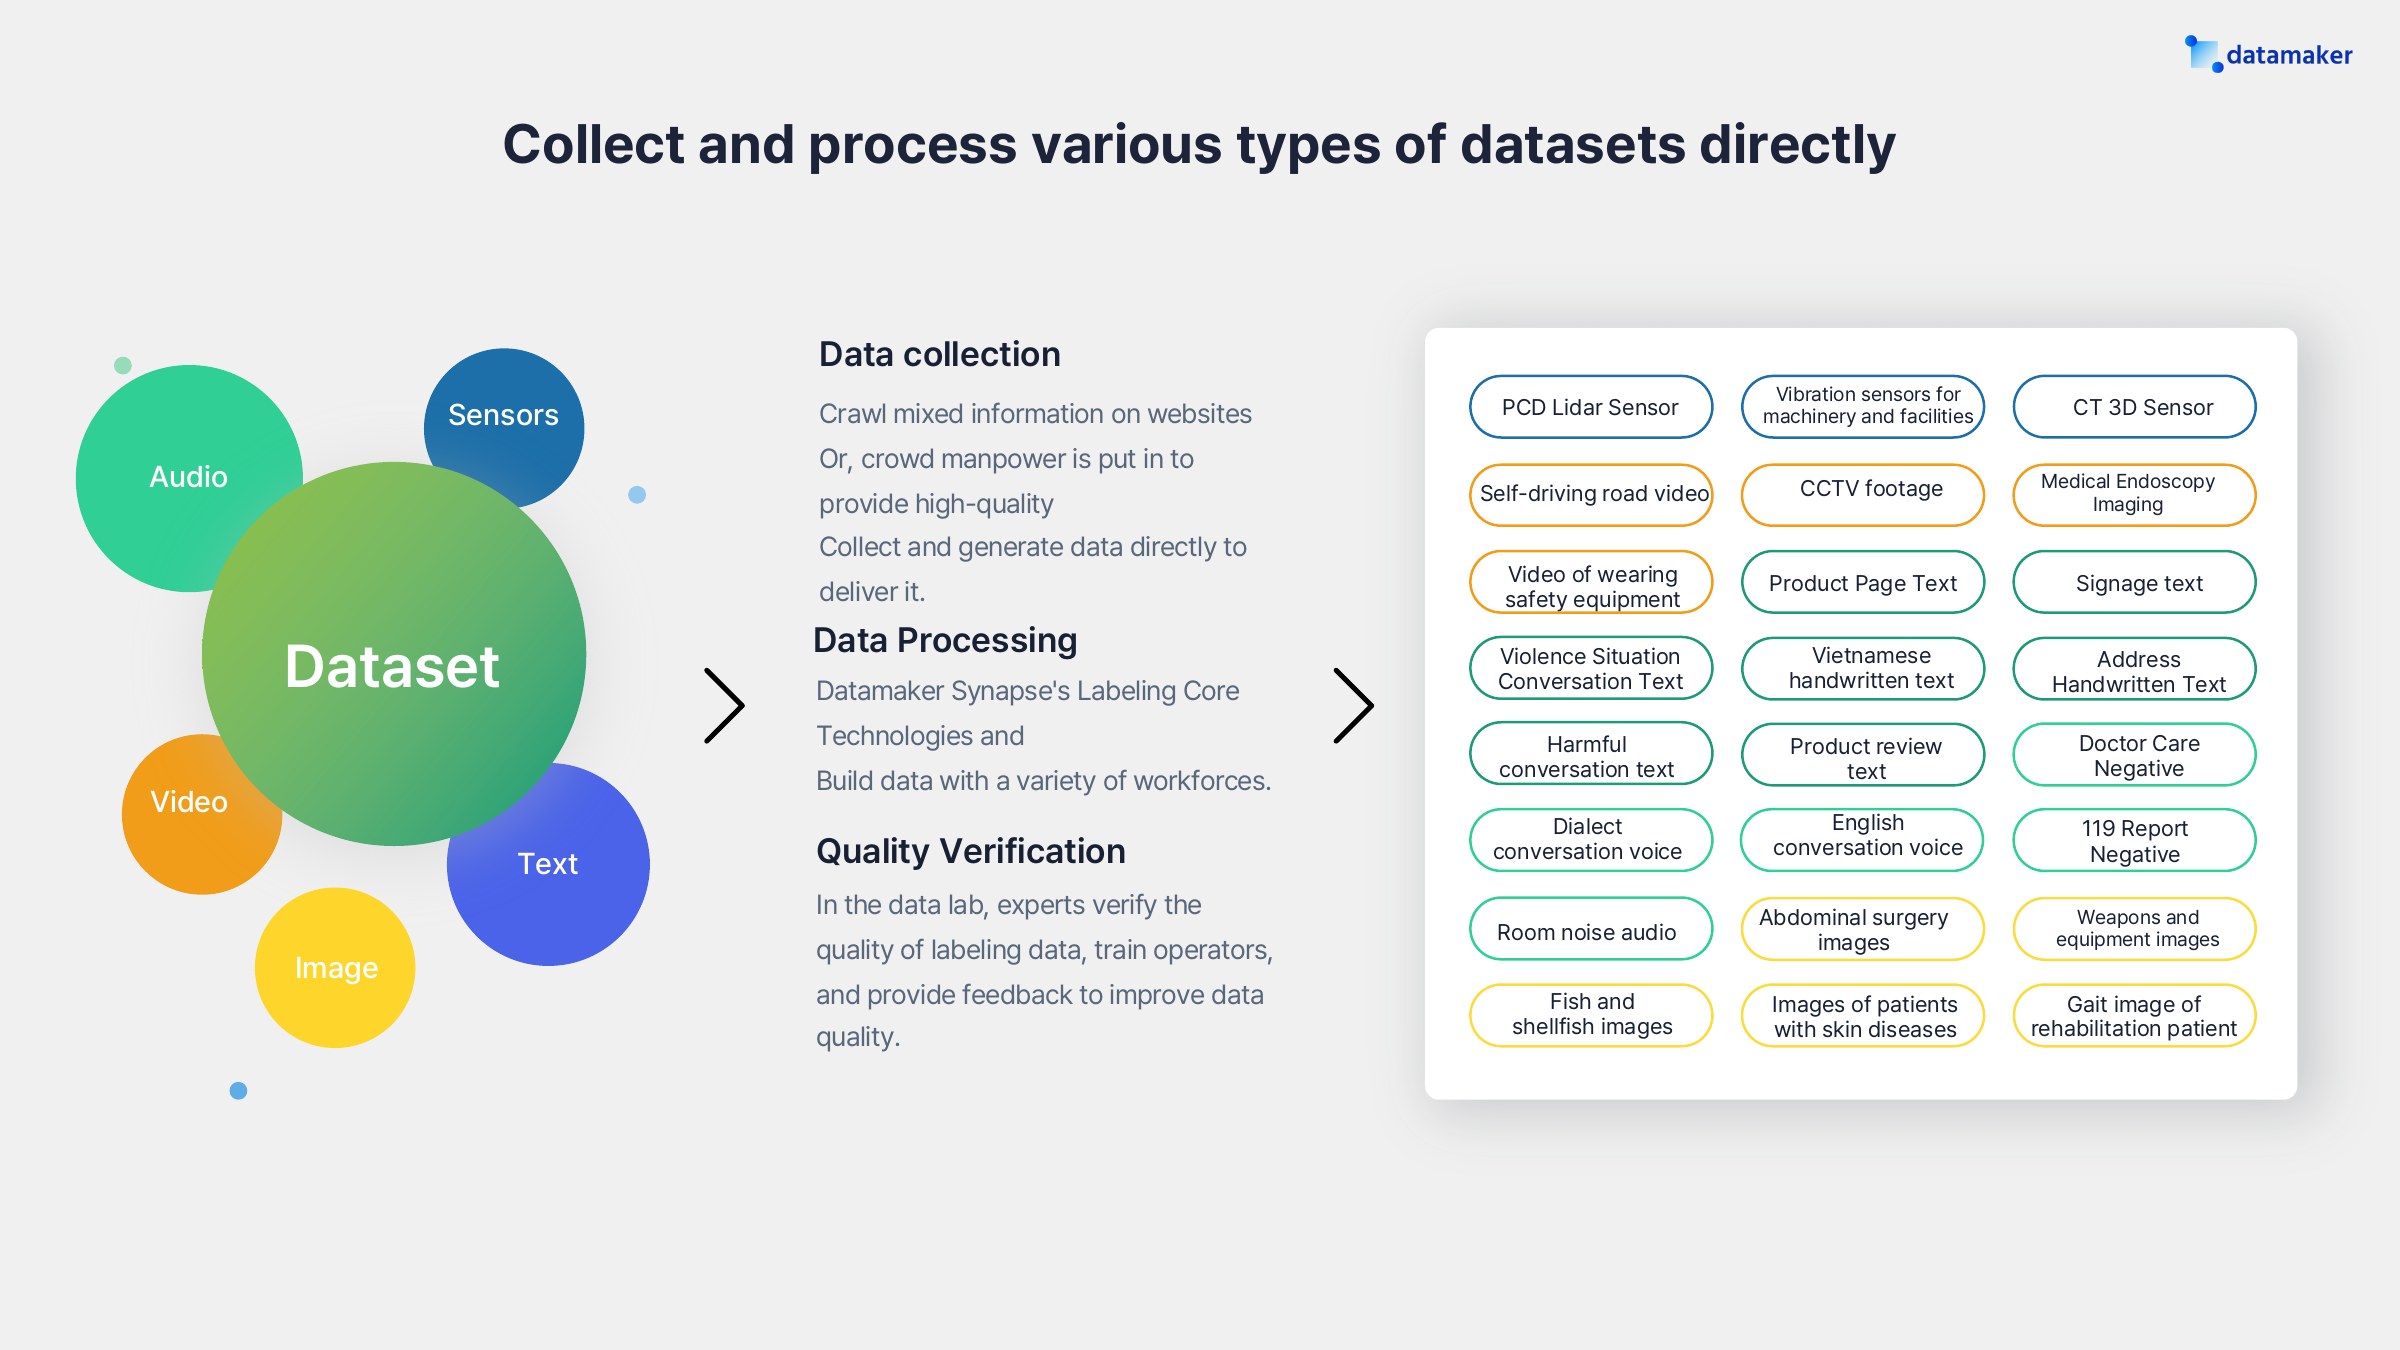 datamaker
Collect and process various types of datasets directly
Audio
Sensors
Dataset
Video
Text
Image
Data collection
Crawl mixed information on websites
Or, crowd manpower is put in to
provide high-quality
Collect and generate data directly to
deliver it.
Data Processing
Datamaker Synapse's Labeling Core
Technologies and
Build data with a variety of workforces.
Quality Verification
In the data lab, experts verify the
quality of labeling data, train operators,
and provide feedback to improve data
quality.
PCD Lidar Sensor
Vibration sensors for
machinery and facilities
CT 3D Sensor
Self-driving road video
CCTV footage
Medical Endoscopy
Imaging
Video of wearing
safety equipment
Product Page Text
Signage text
Violence Situation
Conversation Text
Vietnamese
handwritten text
Address
Handwritten Text
Harmful
conversation text
Product review
text
Doctor Care
Negative
Dialect
conversation voice
English
conversation voice
119 Report
Negative
Room noise audio
Abdominal surgery
images
Weapons and
equipment images
Fish and
shellfish images
Images of patients
with skin diseases
Gait image of
rehabilitation patient